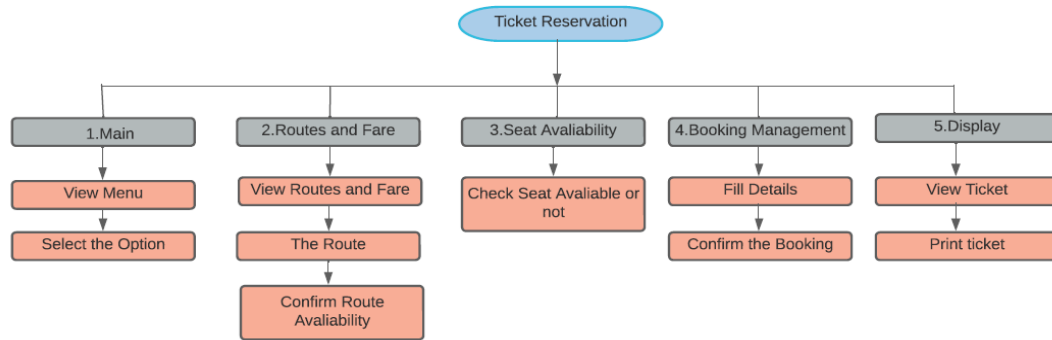 Ticket Reservation
1.Main
2.Routes and Fare
3.Seat Avaliability
4.Booking Management
5.Display
View Menu
View Routes and Fare
Check Seat Avaliable or
not
Fill Details
View Ticket
Select the Option
The Route
Confirm the Booking
Print ticket
Confirm Route
Avaliability